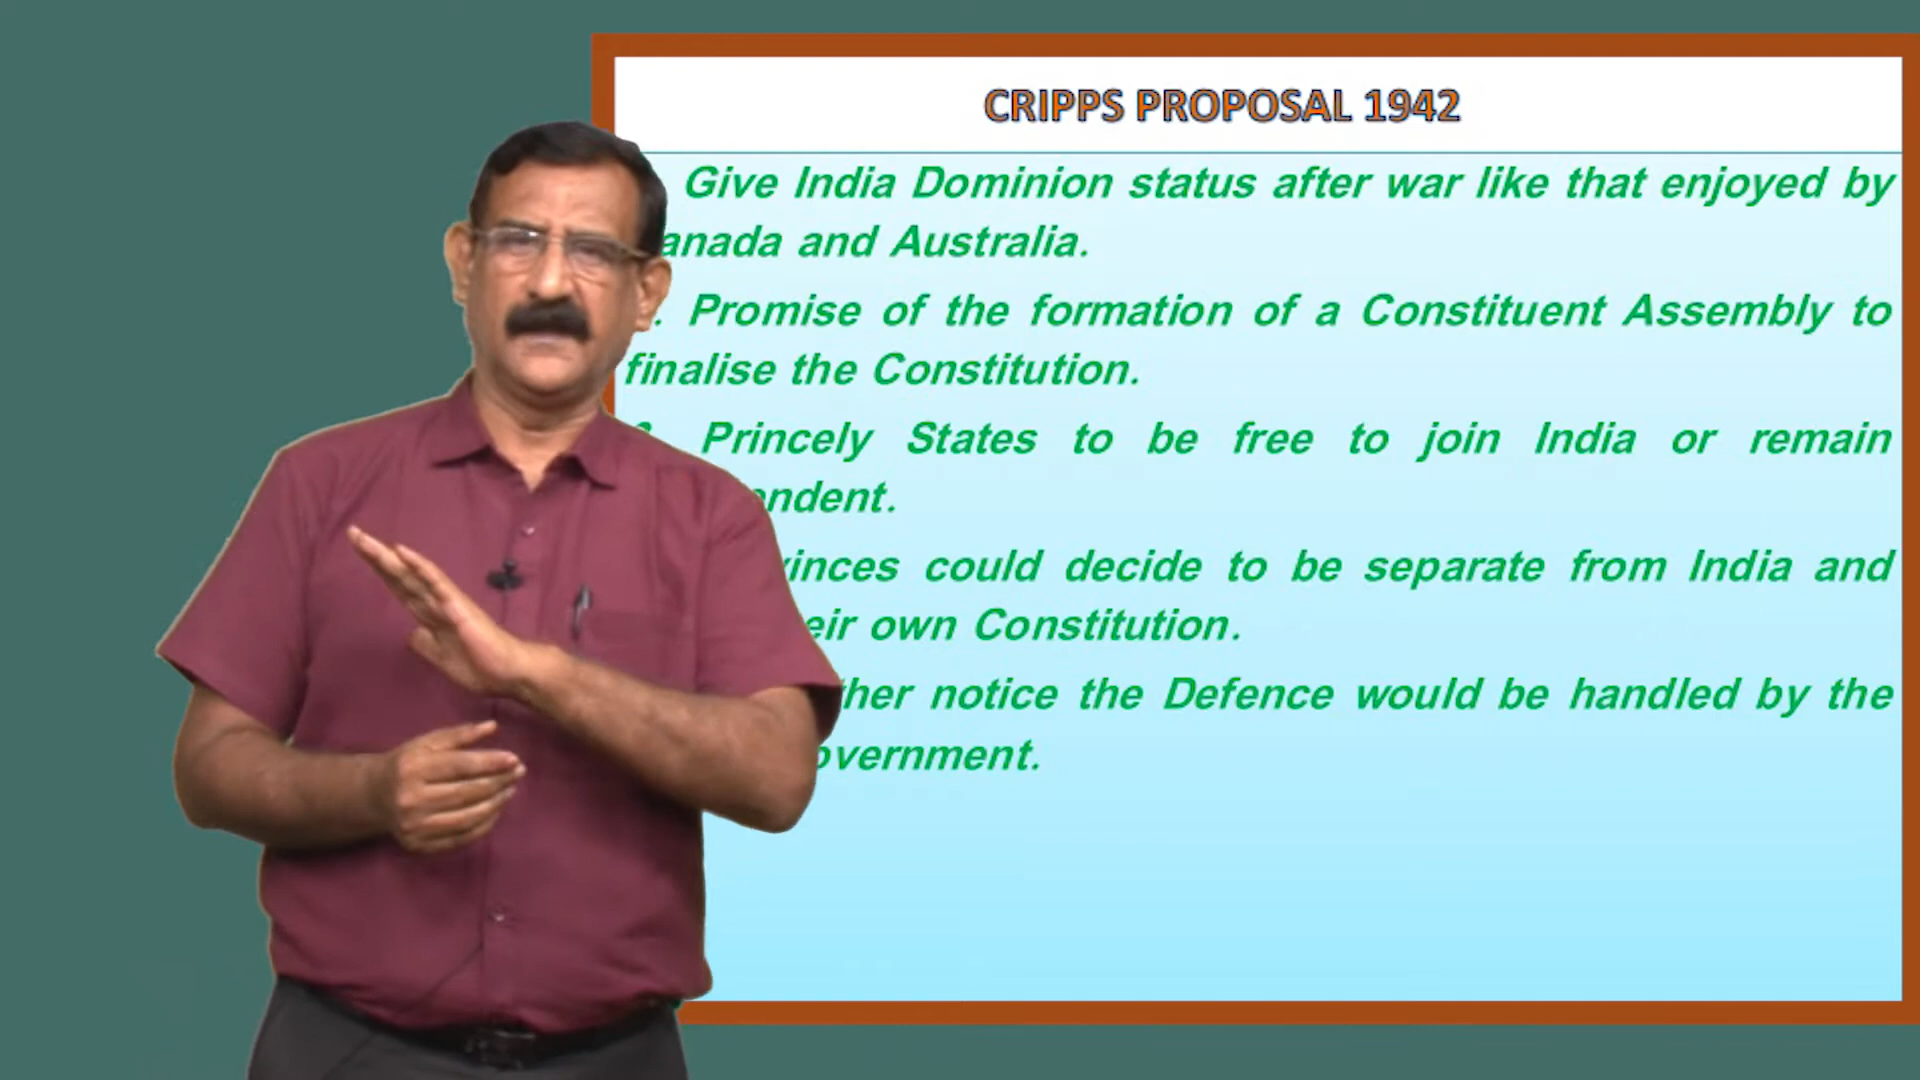 CRIPPS PROPOSAL 1942
Give India Dominion status after war like that enjoyed by
anada and Australia.
. Promise of the formation of a Constituent Assembly to
finalise the Constitution.
Princely States to be free to join India or remain
endent.
vinces could decide to be separate from India and
eir own Constitution.
ther notice the Defence would be handled by the
overnment.